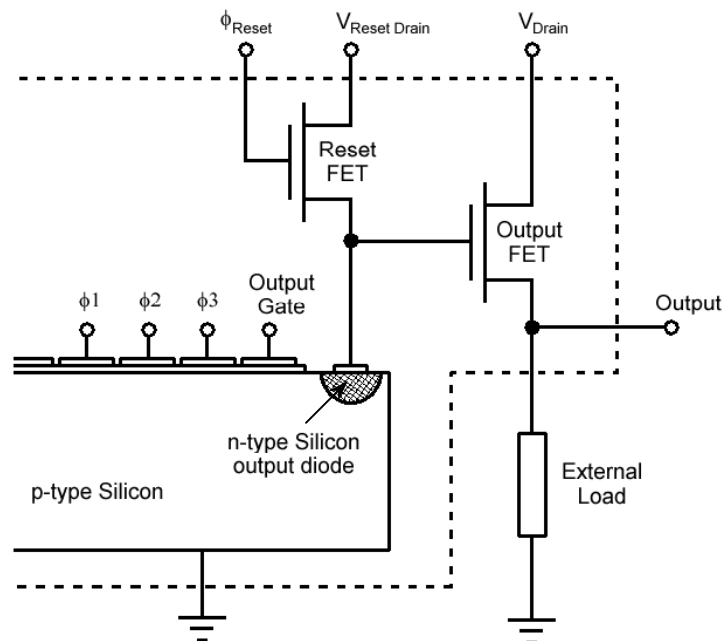 ϕReset
VReset Drain
VDrain
Reset
FET
Output
FET
Output
Gate
ϕ1
ϕ2
ϕ3
Output
n-type Silicon
output diode
p-type Silicon
External
Load